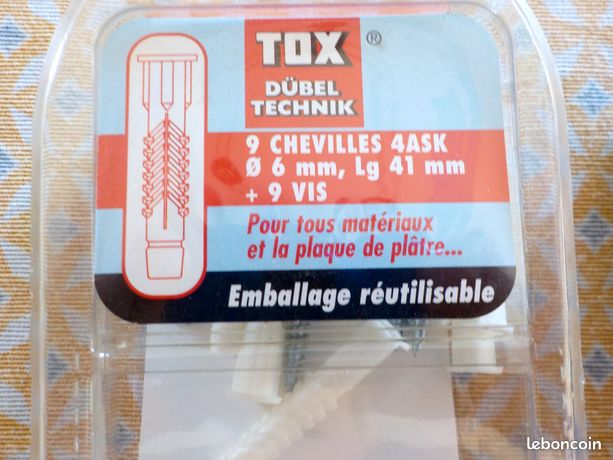 TOX ®
DÜBEL
TECHNIK
9 CHEVILLES 4ASK
Ø 6 mm, Lg 41 mm
+ 9 VIS
Pour tous matériaux
et la plaque de plâtre...
Emballage réutilisable
leboncoin